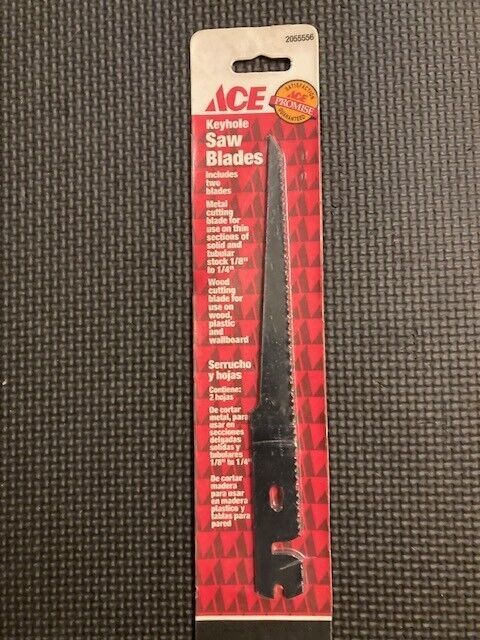 2055556
ACE
SATISFACTION
ACE
PROMISE
GUARANTEED
Keyhole
Saw
Blades
Includes
two
blades
Metal
cutting
blade for
use on thin
sections of
solid and
tubular
stock 1/8"
to 1/4"
Wood
cutting
blade for
use on
wood,
plastic
and
wallboard
Serrucho
y hojas
Contiene:
2 hojas
De cortar
metal, para
usar en
secciones
delgadas
solidas y
tubulares
1/8" to 1/4"
De cortar
madera
para usar
en madera
plastico y
tablas para
pared